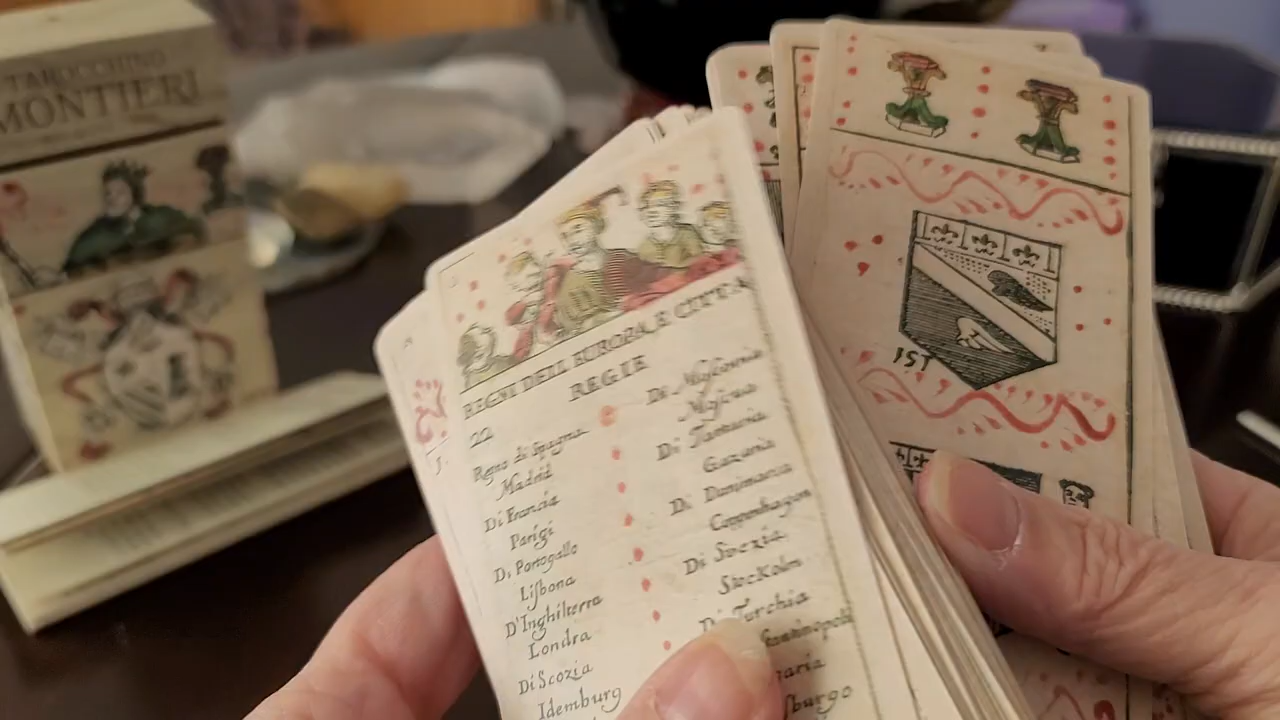 TAROCCHINO
MONTIERI
REGNI DELL EUROPA, E CITTA
REGIE
22
Regno di Spagna
Madrid
Di Francia
Parigi
Di Portogallo
Lisbona
D'Inghilterra
Londra
Di Scozia
Idemburg
Di Moscovia
Moscua
Di Tartaria
Di Danimarca
Coppenhagen
Di Svezia
StocKolm
Di Turchia
IST